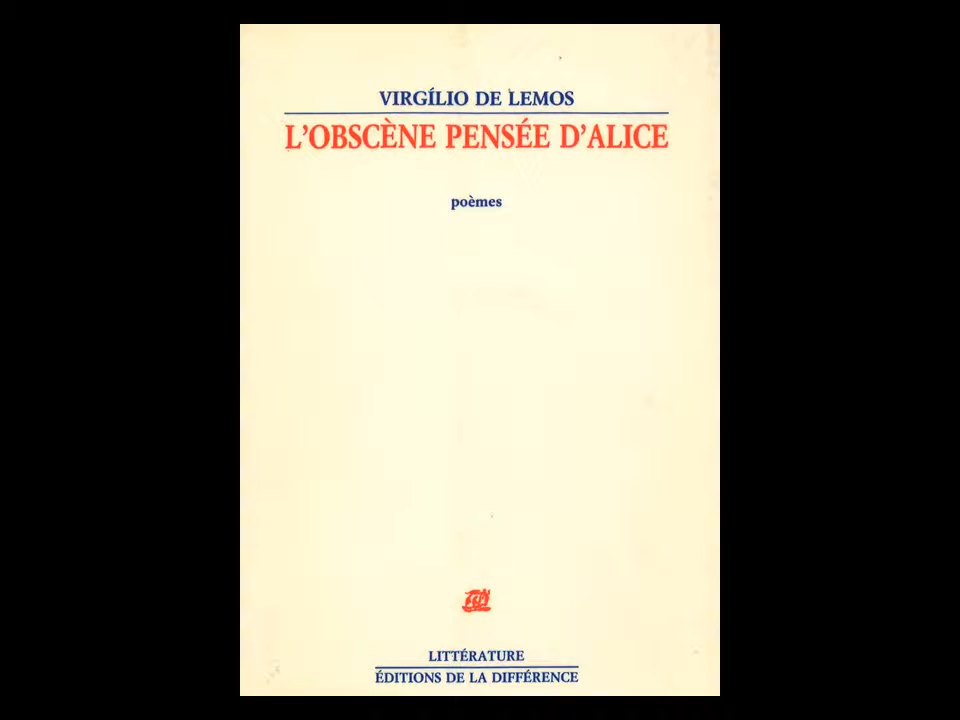 VIRGÍLIO DE LEMOS
L'OBSCÈNE PENSÉE D'ALICE
poèmes
LITTÉRATURE
ÉDITIONS DE LA DIFFÉRENCE